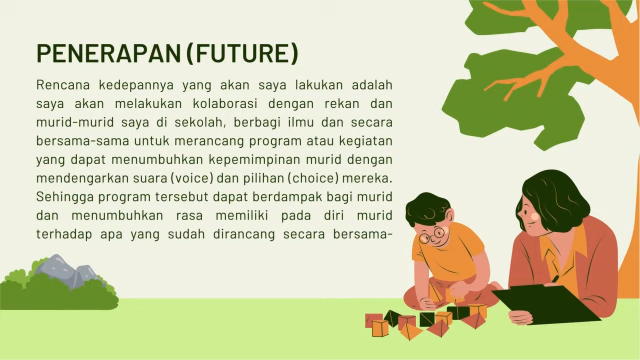 PENERAPAN (FUTURE)
Rencana kedepannya yang akan saya lakukan adalah
saya akan melakukan kolaborasi dengan rekan dan
murid-murid saya di sekolah, berbagi ilmu dan secara
bersama-sama untuk merancang program atau kegiatan
yang dapat menumbuhkan kepemimpinan murid dengan
mendengarkan suara (voice) dan pilihan (choice) mereka.
Sehingga program tersebut dapat berdampak bagi murid
dan menumbuhkan rasa memiliki pada diri murid
terhadap apa yang sudah dirancang secara bersama-